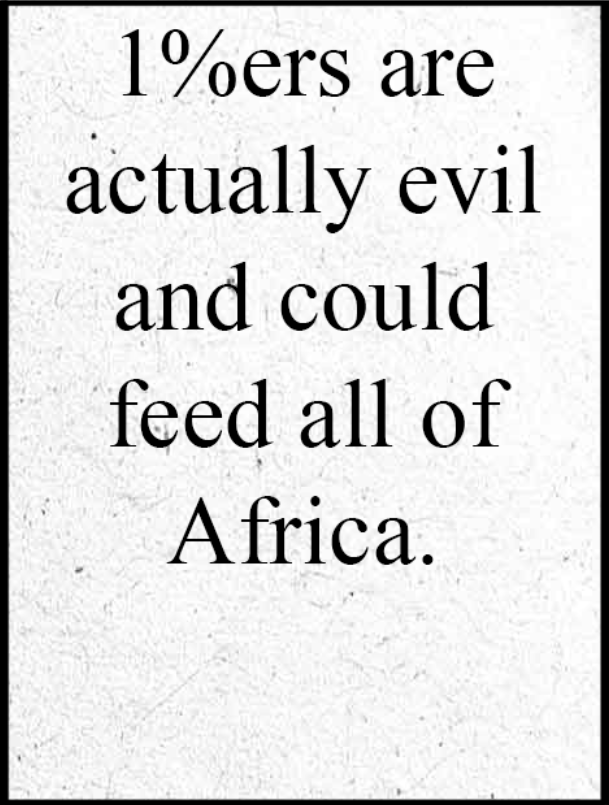 1%ers are
actually evil
and could
feed all of
Africa.